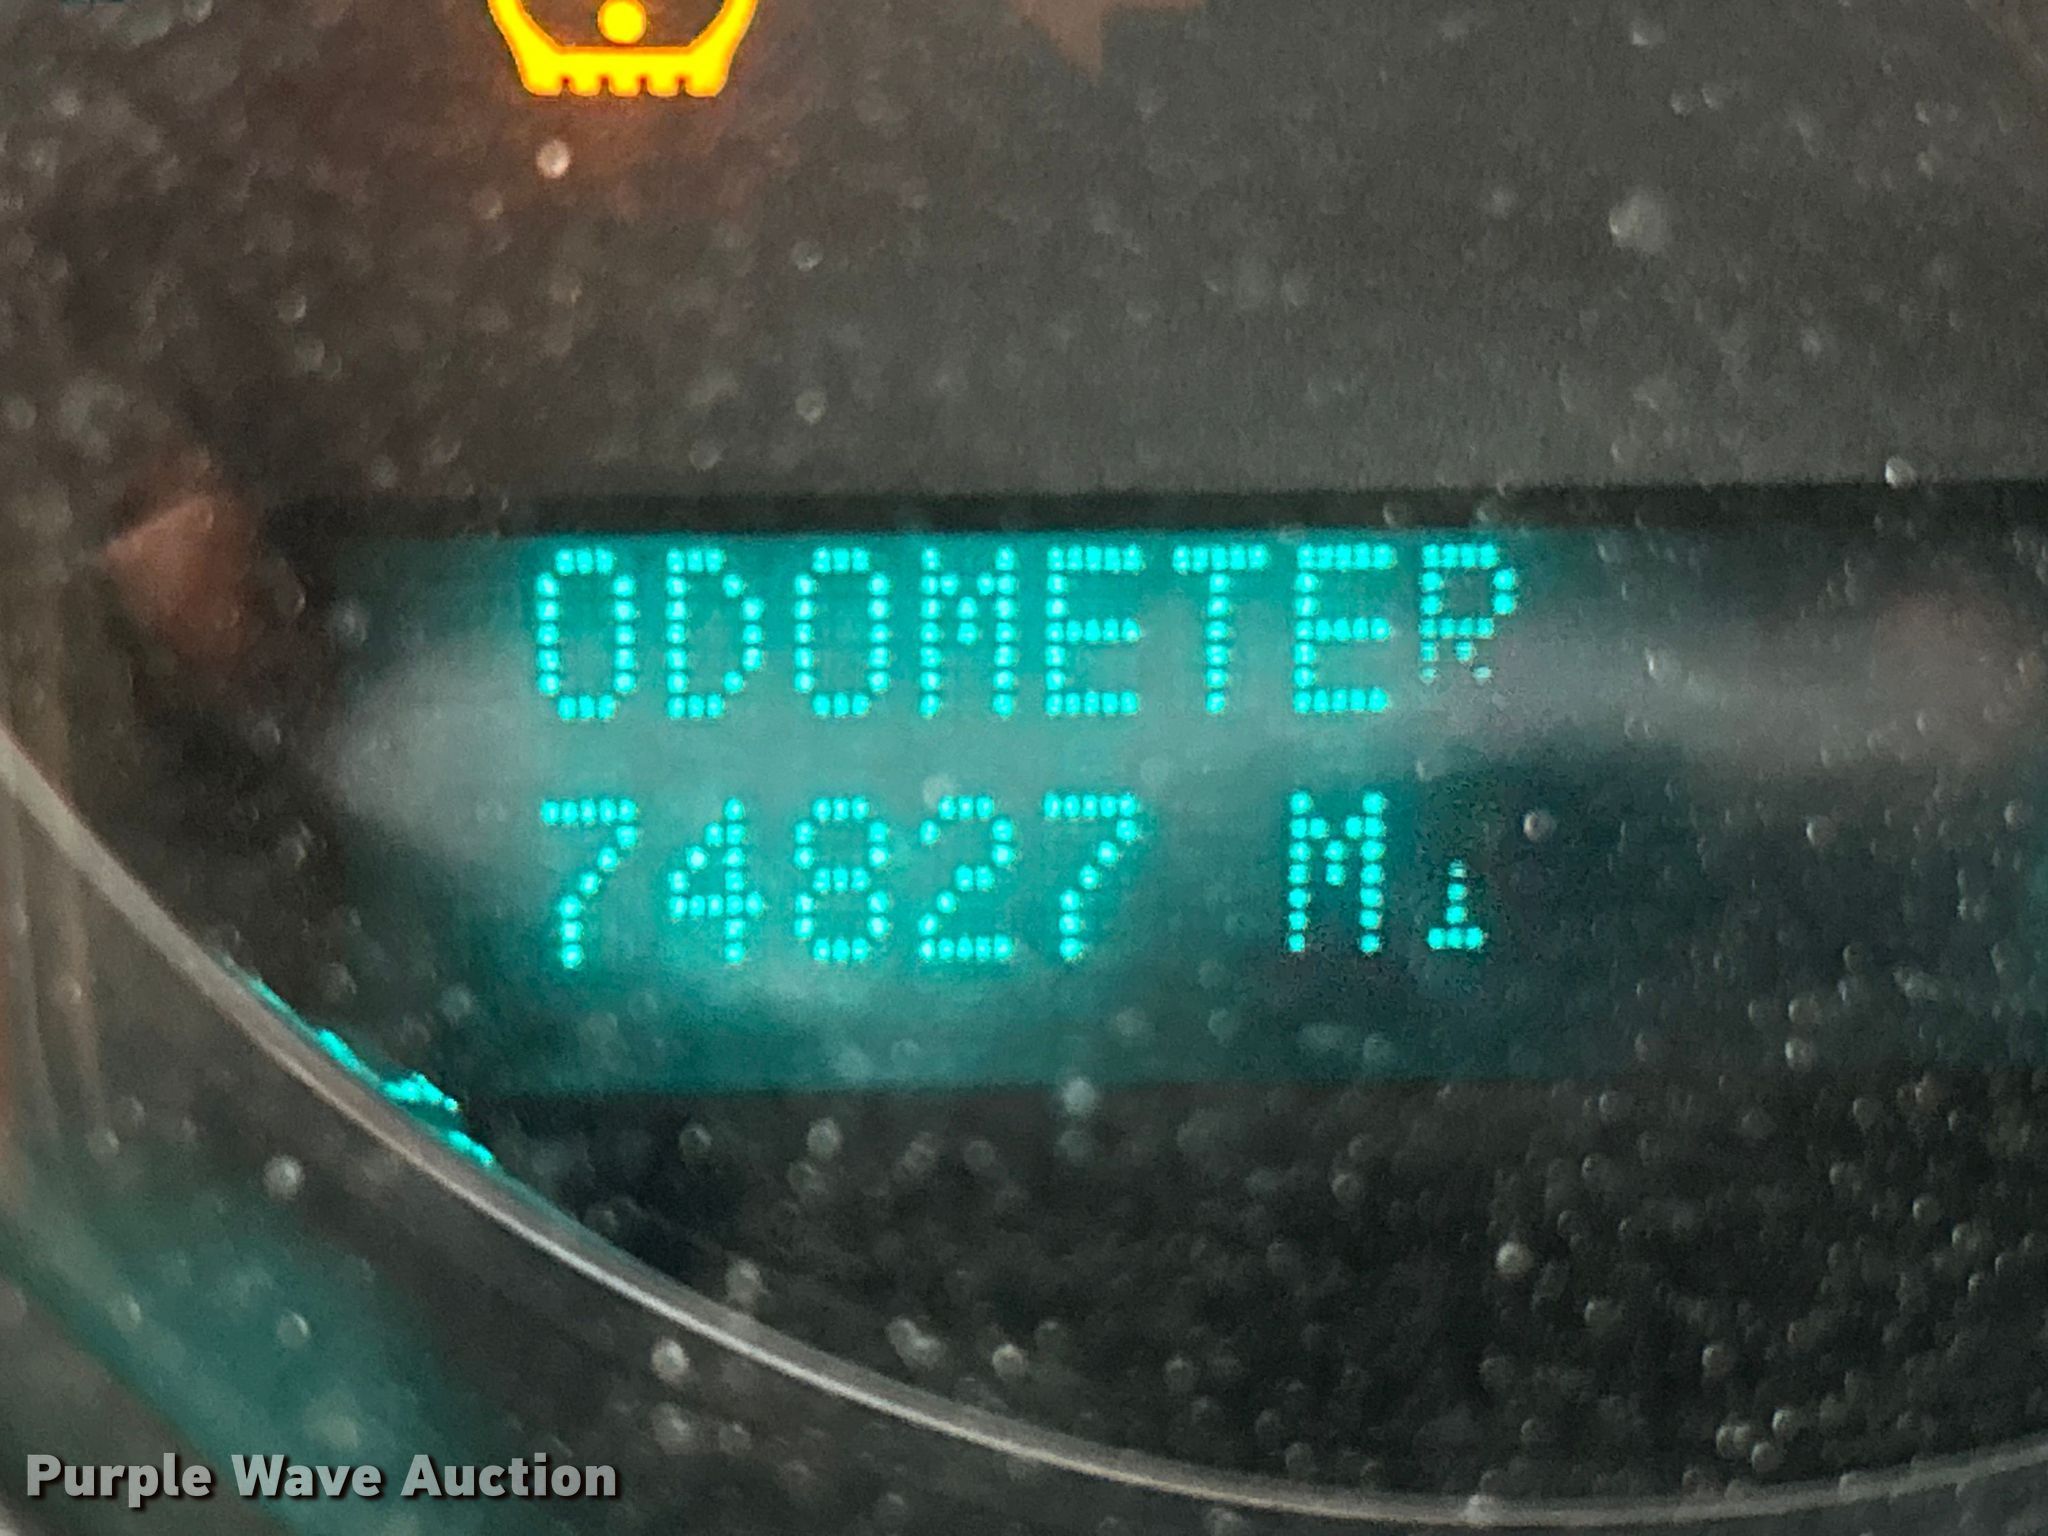 ODOMETER
74827 Mi
Purple Wave Auction